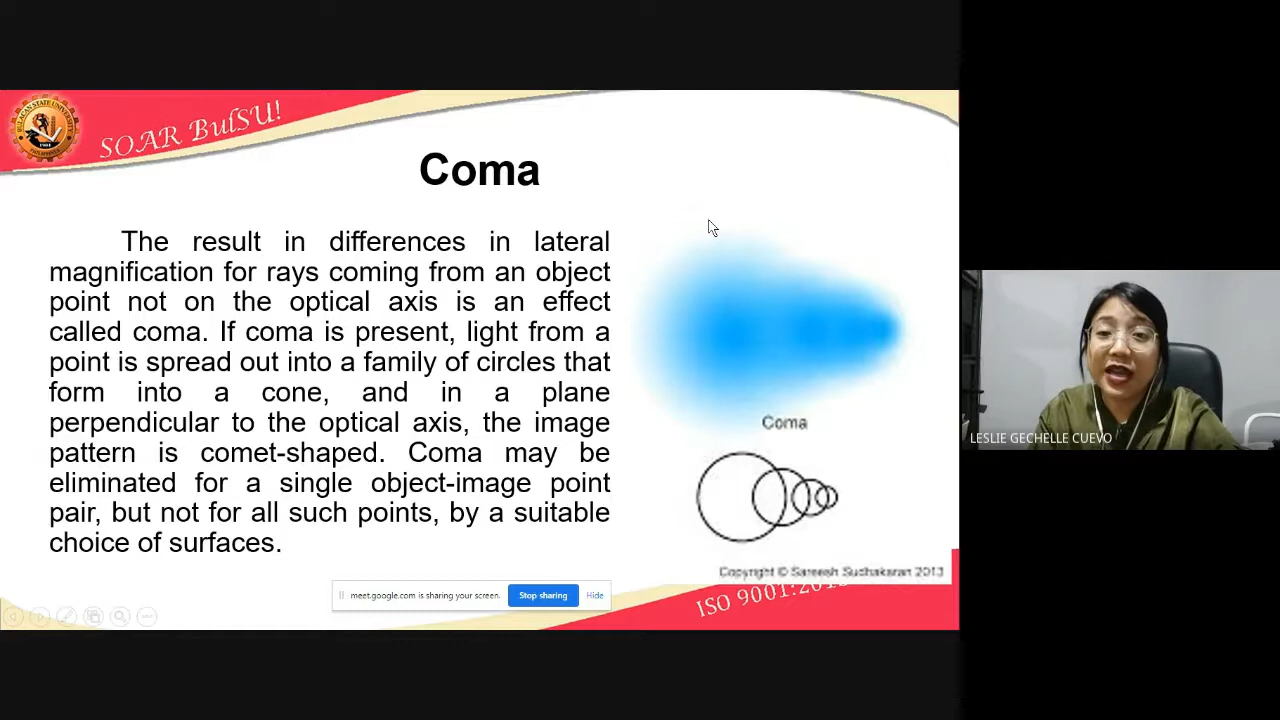 SOAR BulSU!
Coma
The result in differences in lateral
magnification for rays coming from an object
point not on the optical axis is an effect
called coma. If coma is present, light from a
point is spread out into a family of circles that
form into a cone, and in a plane
perpendicular to the optical axis, the image
pattern is comet-shaped. Coma may be
eliminated for a single object-image point
pair, but not for all such points, by a suitable
choice of surfaces.
Coma
Copyright © Sareesh Sudhakaran 2013
ISO 9001:201
meet.google.com is sharing your screen.
Stop sharing
Hide
LESLIE GECHELLE CUEVO